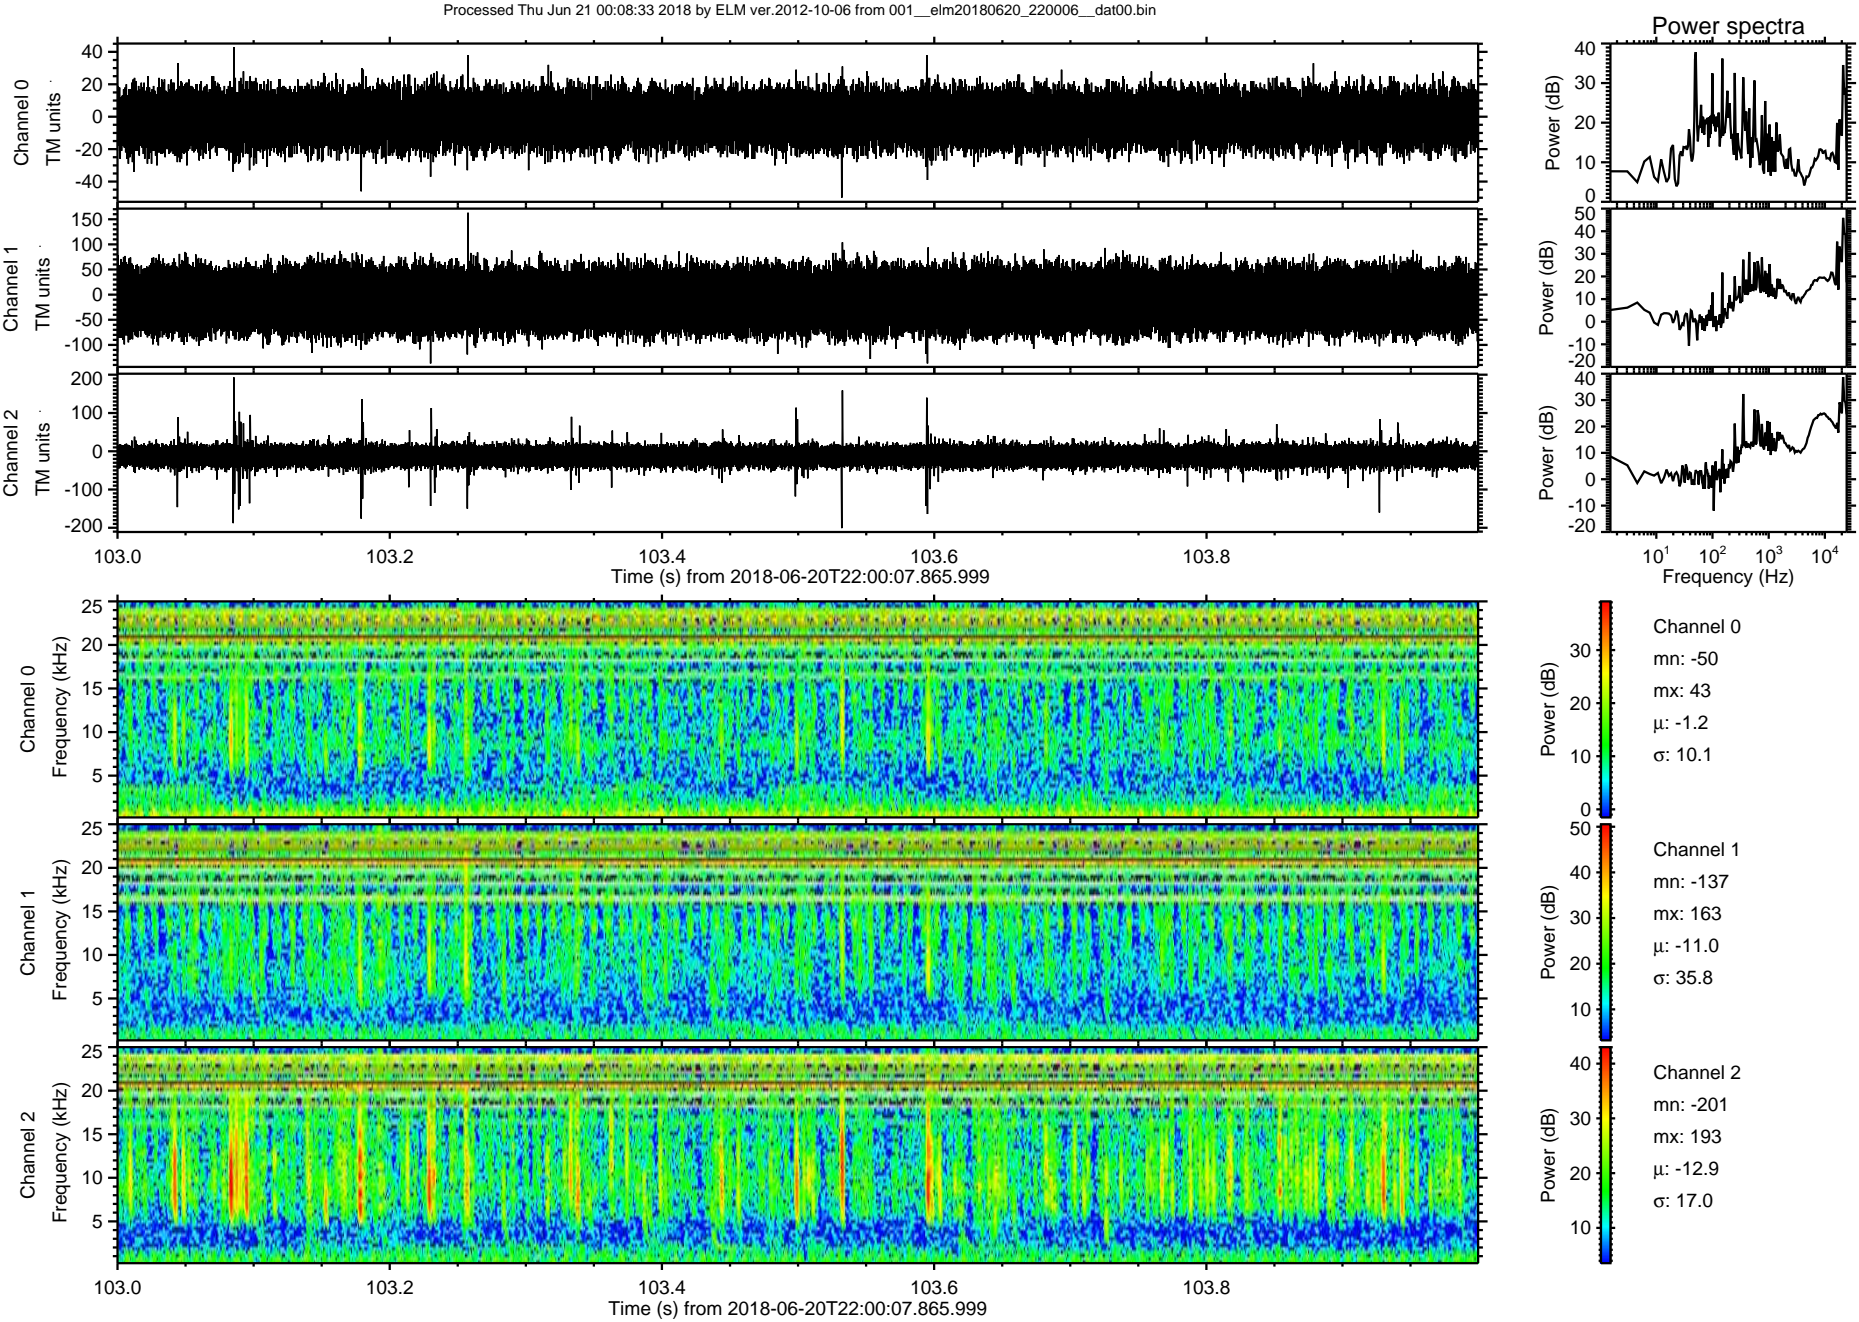 Processed Thu Jun 21 00:08:33 2018 by ELM ver.2012-10-06 from 001__elm20180620_220006__dat00.bin
Power spectra
Channel 0
TM units
40
20
0
-20
-40
Power (dB)
40
30
20
10
0
Channel 1
TM units
150
100
50
0
-50
-100
Power (dB)
50
40
30
20
10
0
-10
-20
Channel 2
TM units
200
100
0
-100
-200
Power (dB)
40
30
20
10
0
-10
-20
103.0 103.2 103.4 103.6 103.8
Time (s) from 2018-06-20T22:00:07.865.999
10¹ 10² 10³ 10⁴
Frequency (Hz)
Channel 0
Frequency (kHz)
25
20
15
10
5
Power (dB)
30
20
10
0
Channel 0
mn: -50
mx: 43
μ: -1.2
σ: 10.1
Channel 1
Frequency (kHz)
25
20
15
10
5
Power (dB)
50
40
30
20
10
Channel 1
mn: -137
mx: 163
μ: -11.0
σ: 35.8
Channel 2
Frequency (kHz)
25
20
15
10
5
Power (dB)
40
30
20
10
Channel 2
mn: -201
mx: 193
μ: -12.9
σ: 17.0
103.0 103.2 103.4 103.6 103.8
Time (s) from 2018-06-20T22:00:07.865.999